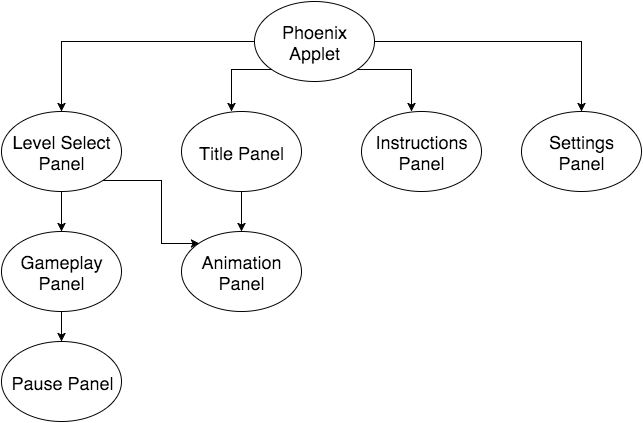 Phoenix
Applet
Level Select
Panel
Title Panel
Instructions
Panel
Settings
Panel
Gameplay
Panel
Animation
Panel
Pause Panel